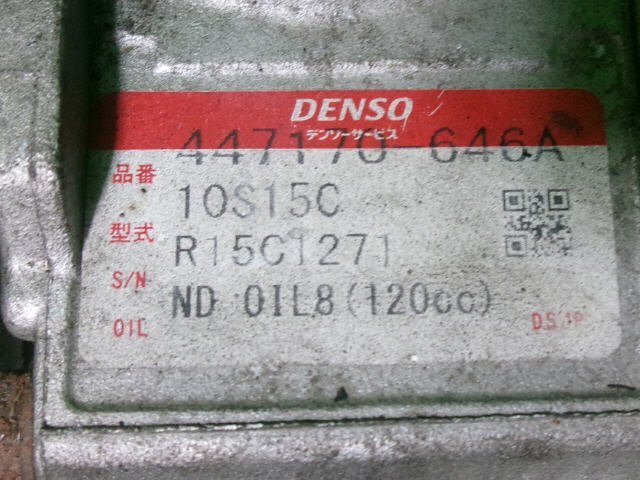 DENSO
デンソーサービス
品番 447170-646A
型式 10S15C
S/N R15C1271
OIL ND OIL8(120cc)
D.S.JP